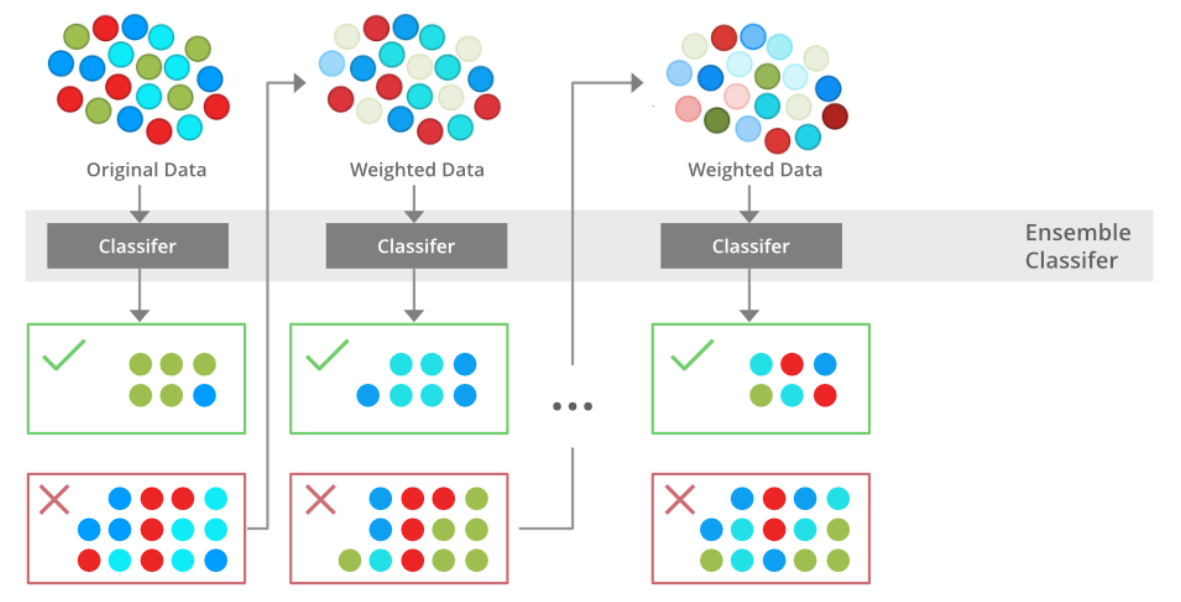 Original Data
Weighted Data
Weighted Data
Classifer
Classifer
Classifer
Ensemble
Classifer